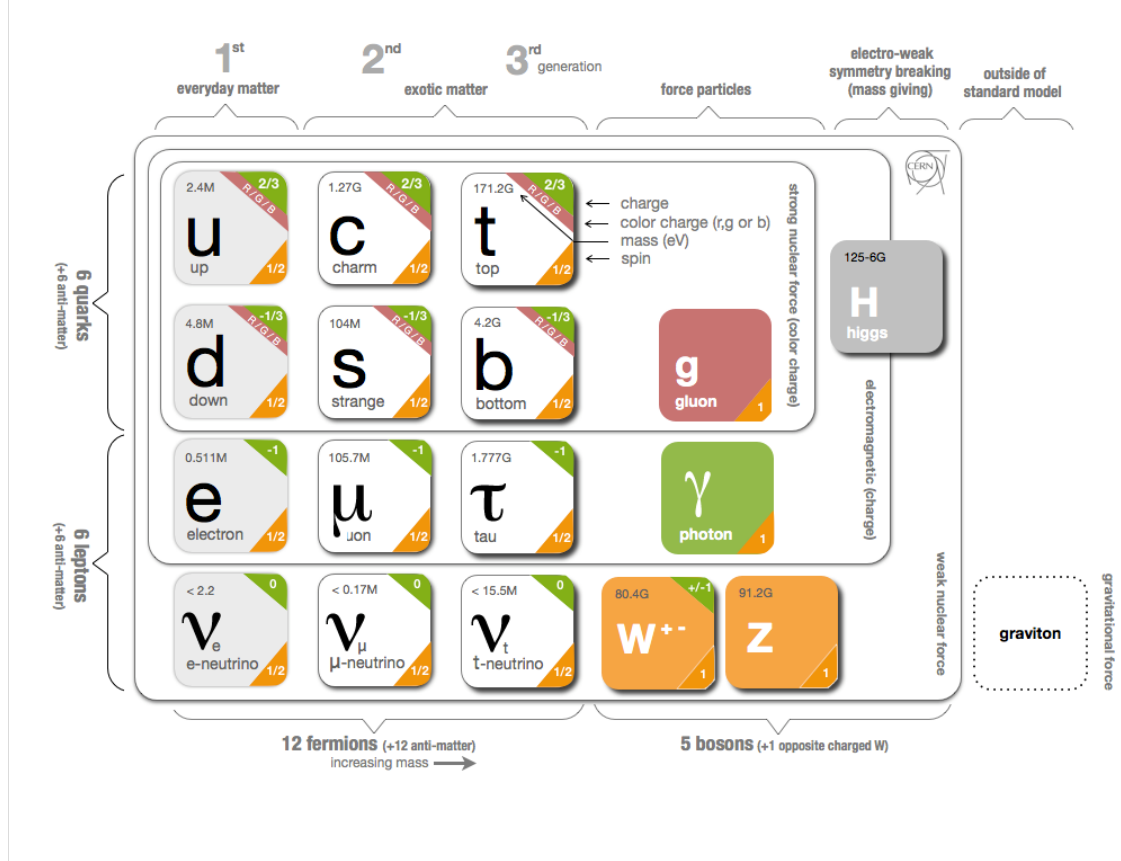 1st
2nd
3rd
generation
everyday matter
exotic matter
force particles
electro-weak
symmetry breaking
(mass giving)
outside of
standard model
6 quarks
(+6 anti-matter)
6 leptons
(+6 anti-matter)
2.4M
2/3
R/G/B
u
up
1/2
1.27G
2/3
R/G/B
c
charm
1/2
171.2G
2/3
R/G/B
t
top
1/2
charge
color charge (r,g or b)
mass (eV)
spin
strong nuclear force (color charge)
CERN
125-6G
H
higgs
4.8M
-1/3
R/G/B
d
down
1/2
104M
-1/3
R/G/B
s
strange
1/2
4.2G
-1/3
R/G/B
b
bottom
1/2
g
gluon
1
electromagnetic (charge)
0.511M
-1
e
electron
1/2
105.7M
-1
μ
uon
1/2
1.777G
-1
τ
tau
1/2
γ
photon
1
weak nuclear force
< 2.2
0
νe
e-neutrino
1/2
< 0.17M
0
νμ
μ-neutrino
1/2
< 15.5M
0
νt
t-neutrino
1/2
80.4G
+/-1
W+-
1
91.2G
Z
1
graviton
gravitational force
12 fermions (+12 anti-matter)
increasing mass
5 bosons (+1 opposite charged W)